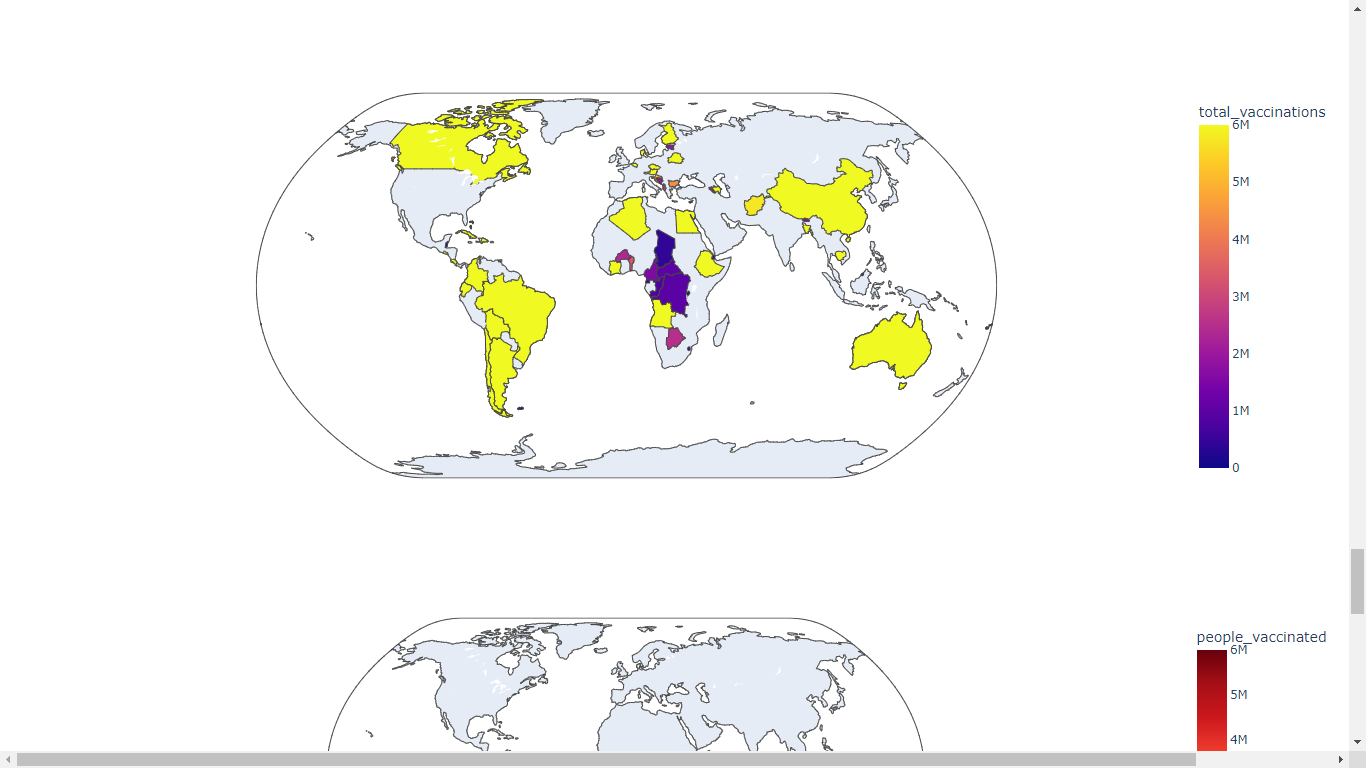 total_vaccinations
6M
5M
4M
3M
2M
1M
0
people_vaccinated
6M
5M
4M